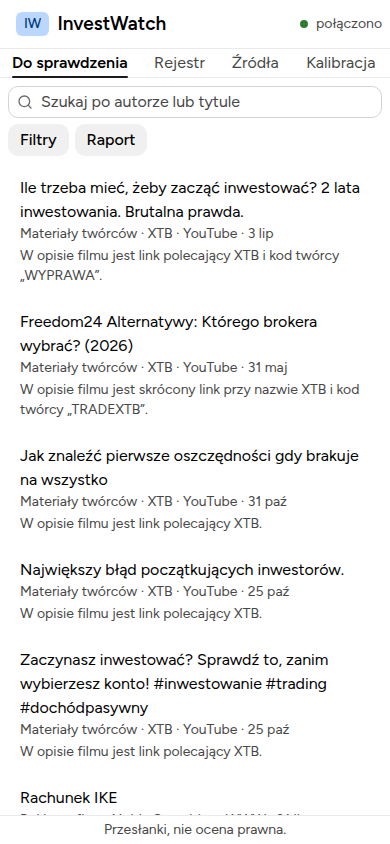 IW InvestWatch połączono
Do sprawdzenia Rejestr Źródła Kalibracja
Szukaj po autorze lub tytule
Filtry Raport
Ile trzeba mieć, żeby zacząć inwestować? 2 lata
inwestowania. Brutalna prawda.
Materiały twórców · XTB · YouTube · 3 lip
W opisie filmu jest link polecający XTB i kod twórcy
„WYPRAWA”.
Freedom24 Alternatywy: Którego brokera
wybrać? (2026)
Materiały twórców · XTB · YouTube · 31 maj
W opisie filmu jest skrócony link przy nazwie XTB i kod
twórcy „TRADEXTB”.
Jak znaleźć pierwsze oszczędności gdy brakuje
na wszystko
Materiały twórców · XTB · YouTube · 31 paź
W opisie filmu jest link polecający XTB.
Największy błąd początkujących inwestorów.
Materiały twórców · XTB · YouTube · 25 paź
W opisie filmu jest link polecający XTB.
Zaczynasz inwestować? Sprawdź to, zanim
wybierzesz konto! #inwestowanie #trading
#dochódpasywny
Materiały twórców · XTB · YouTube · 25 paź
W opisie filmu jest link polecający XTB.
Rachunek IKE
Przesłanki, nie ocena prawna.